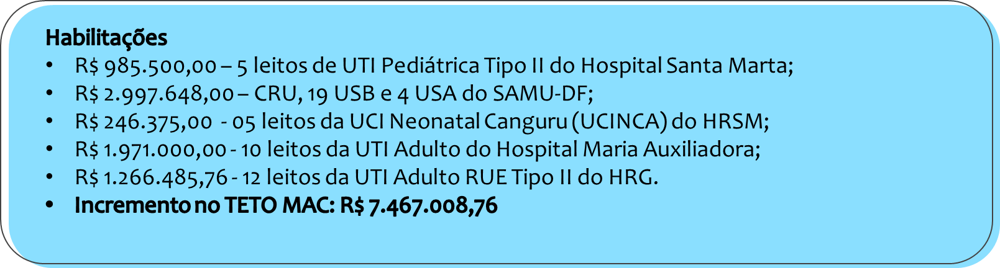 Habilitações
• R$ 985.500,00 – 5 leitos de UTI Pediátrica Tipo II do Hospital Santa Marta;
• R$ 2.997.648,00 – CRU, 19 USB e 4 USA do SAMU-DF;
• R$ 246.375,00 - 05 leitos da UCI Neonatal Canguru (UCINCA) do HRSM;
• R$ 1.971.000,00 - 10 leitos da UTI Adulto do Hospital Maria Auxiliadora;
• R$ 1.266.485,76 - 12 leitos da UTI Adulto RUE Tipo II do HRG.
• Incremento no TETO MAC: R$ 7.467.008,76